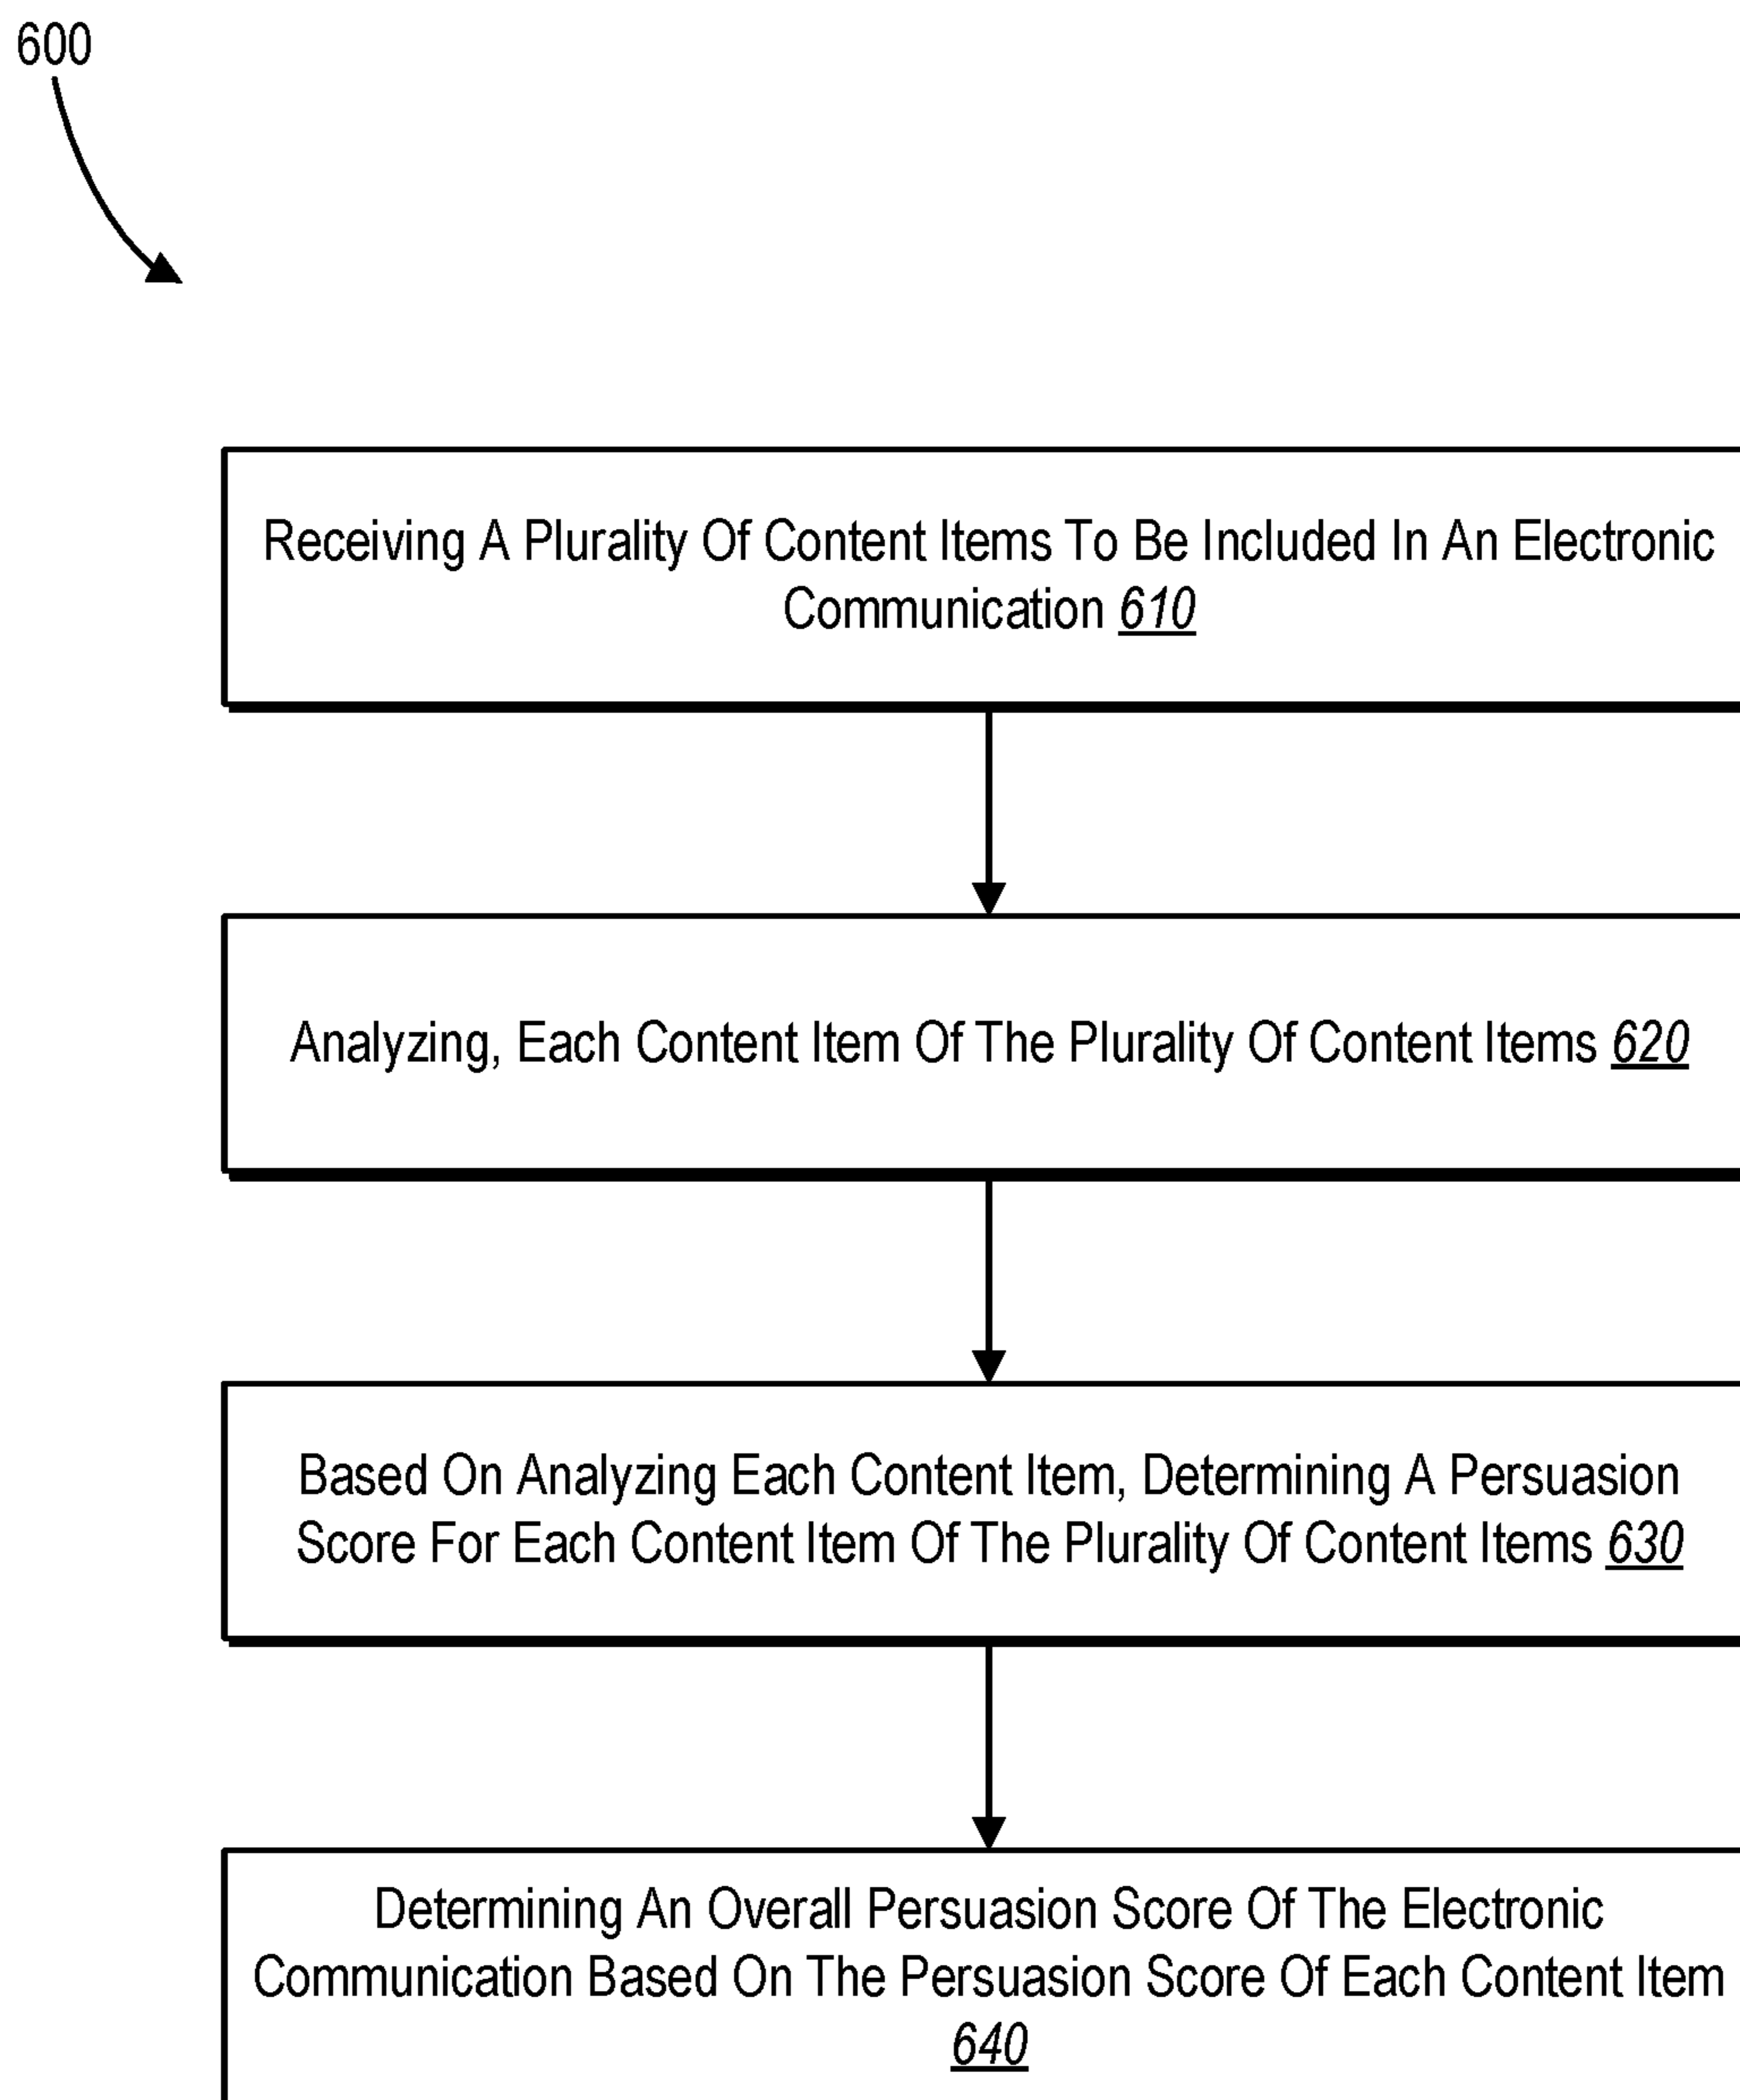 600
Receiving A Plurality Of Content Items To Be Included In An Electronic
Communication 610
Analyzing, Each Content Item Of The Plurality Of Content Items 620
Based On Analyzing Each Content Item, Determining A Persuasion
Score For Each Content Item Of The Plurality Of Content Items 630
Determining An Overall Persuasion Score Of The Electronic
Communication Based On The Persuasion Score Of Each Content Item
640